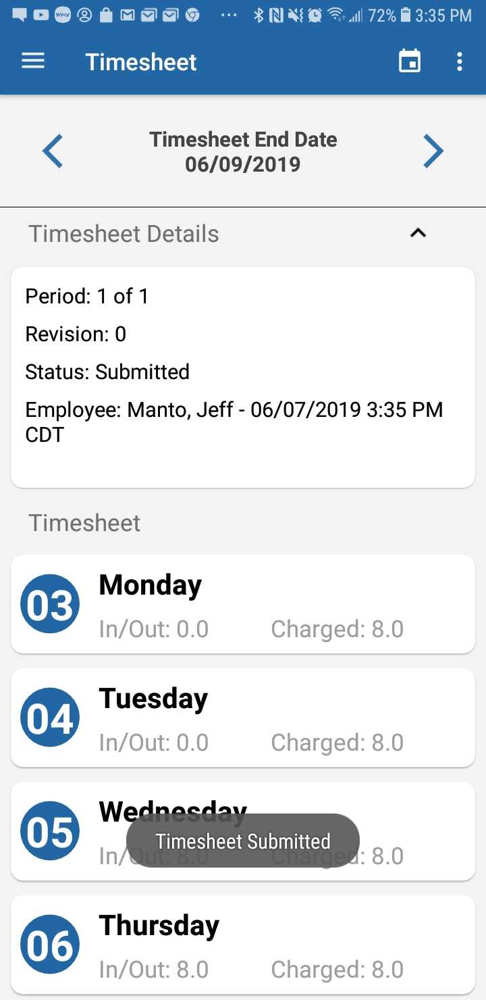 72% 3:35 PM
Timesheet
Timesheet End Date
06/09/2019
Timesheet Details
Period: 1 of 1
Revision: 0
Status: Submitted
Employee: Manto, Jeff - 06/07/2019 3:35 PM
CDT
Timesheet
03 Monday
In/Out: 0.0 Charged: 8.0
04 Tuesday
In/Out: 0.0 Charged: 8.0
05 Wednesday
Timesheet Submitted
In/Out: 8.0 Charged: 8.0
06 Thursday
In/Out: 8.0 Charged: 8.0